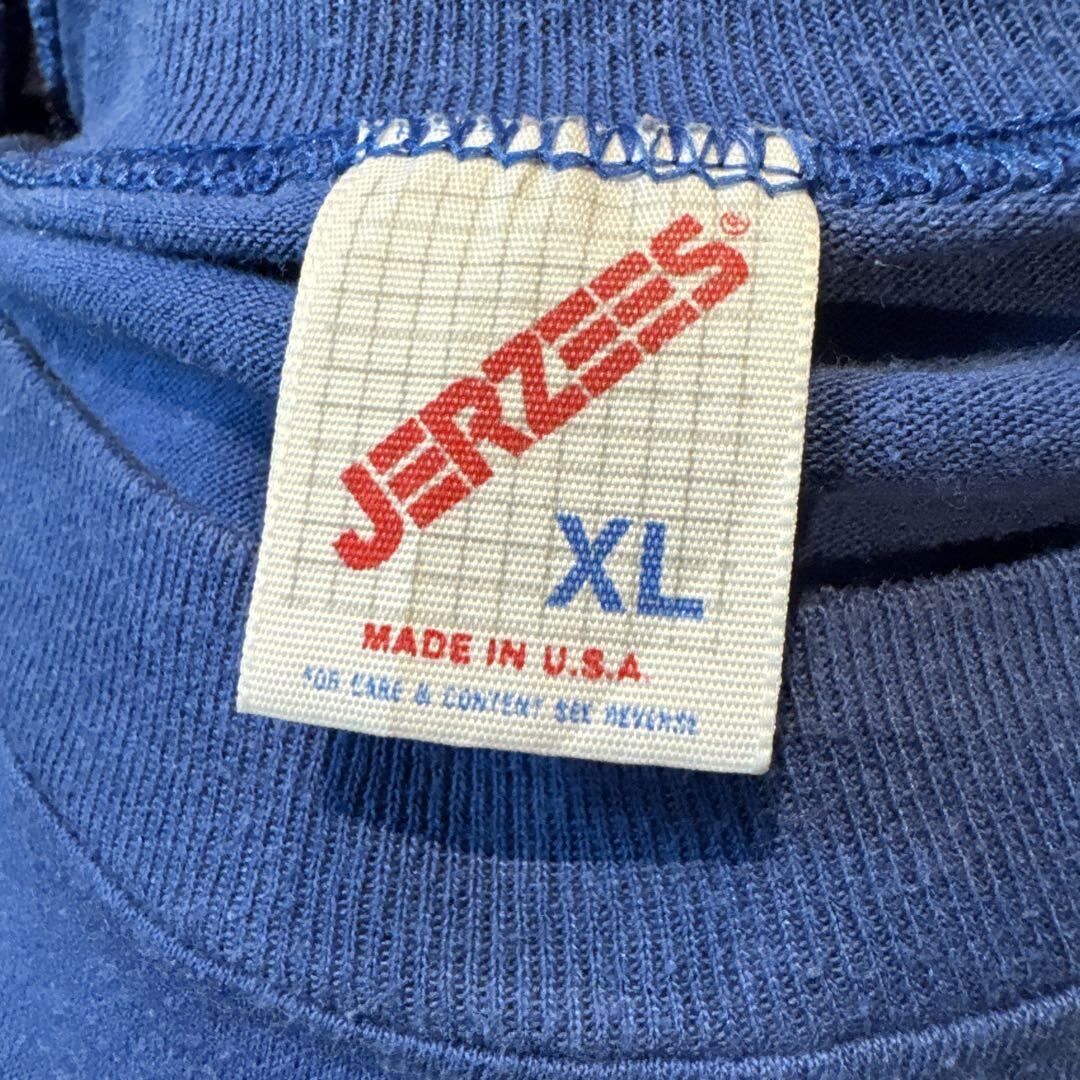 JERZEES®
XL
MADE IN U.S.A.
FOR CARE & CONTENT SEE REVERSE